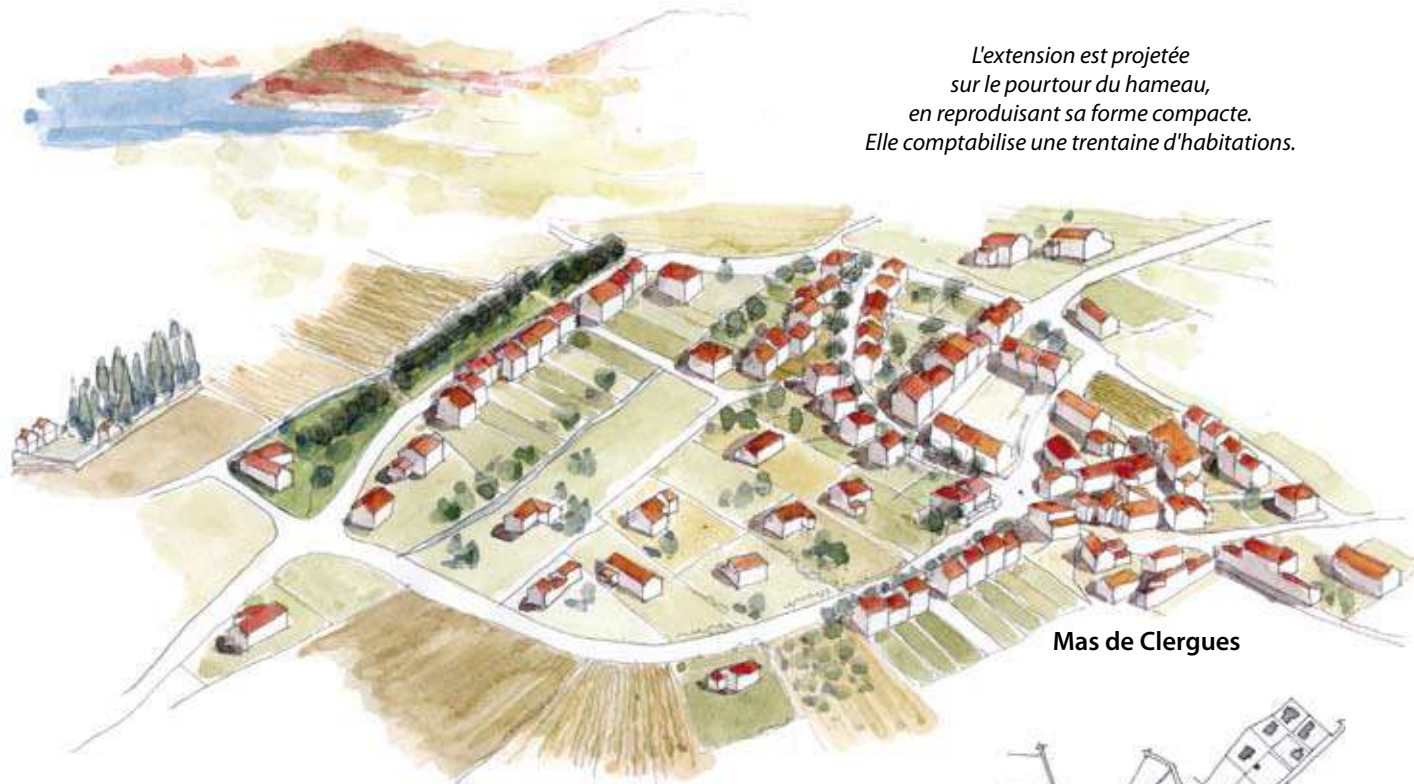 L'extension est projetée
sur le pourtour du hameau,
en reproduisant sa forme compacte.
Elle comptabilise une trentaine d'habitations.
Mas de Clergues